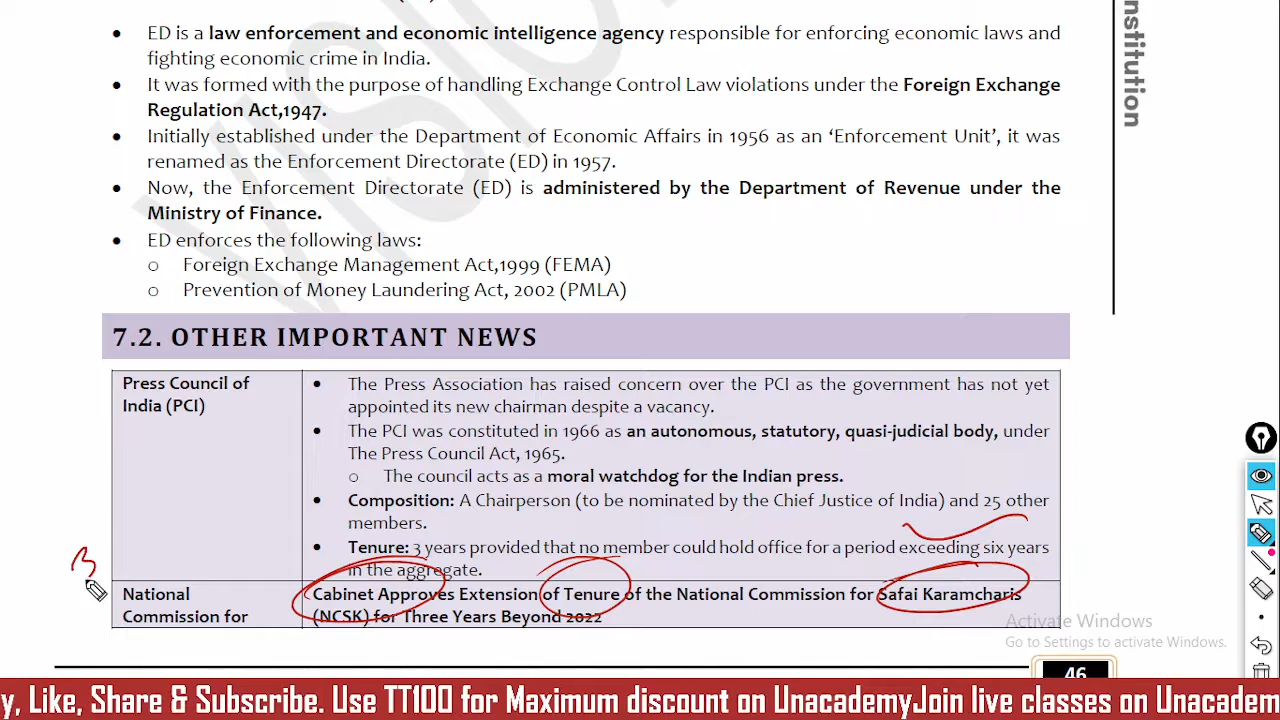 ED is a law enforcement and economic intelligence agency responsible for enforcing economic laws and
fighting economic crime in India.
It was formed with the purpose of handling Exchange Control Law violations under the Foreign Exchange
Regulation Act,1947.
Initially established under the Department of Economic Affairs in 1956 as an ‘Enforcement Unit’, it was
renamed as the Enforcement Directorate (ED) in 1957.
Now, the Enforcement Directorate (ED) is administered by the Department of Revenue under the
Ministry of Finance.
ED enforces the following laws:
o Foreign Exchange Management Act,1999 (FEMA)
o Prevention of Money Laundering Act, 2002 (PMLA)
nstitution
7.2. OTHER IMPORTANT NEWS
Press Council of
India (PCI)
The Press Association has raised concern over the PCI as the government has not yet
appointed its new chairman despite a vacancy.
The PCI was constituted in 1966 as an autonomous, statutory, quasi-judicial body, under
The Press Council Act, 1965.
o The council acts as a moral watchdog for the Indian press.
Composition: A Chairperson (to be nominated by the Chief Justice of India) and 25 other
members.
Tenure: 3 years provided that no member could hold office for a period exceeding six years
in the aggregate.
National
Commission for
Cabinet Approves Extension of Tenure of the National Commission for Safai Karamcharis
(NCSK) for Three Years Beyond 2022
Activate Windows
Go to Settings to activate Windows.
46
y, Like, Share & Subscribe. Use TT100 for Maximum discount on UnacademyJoin live classes on Unacadem